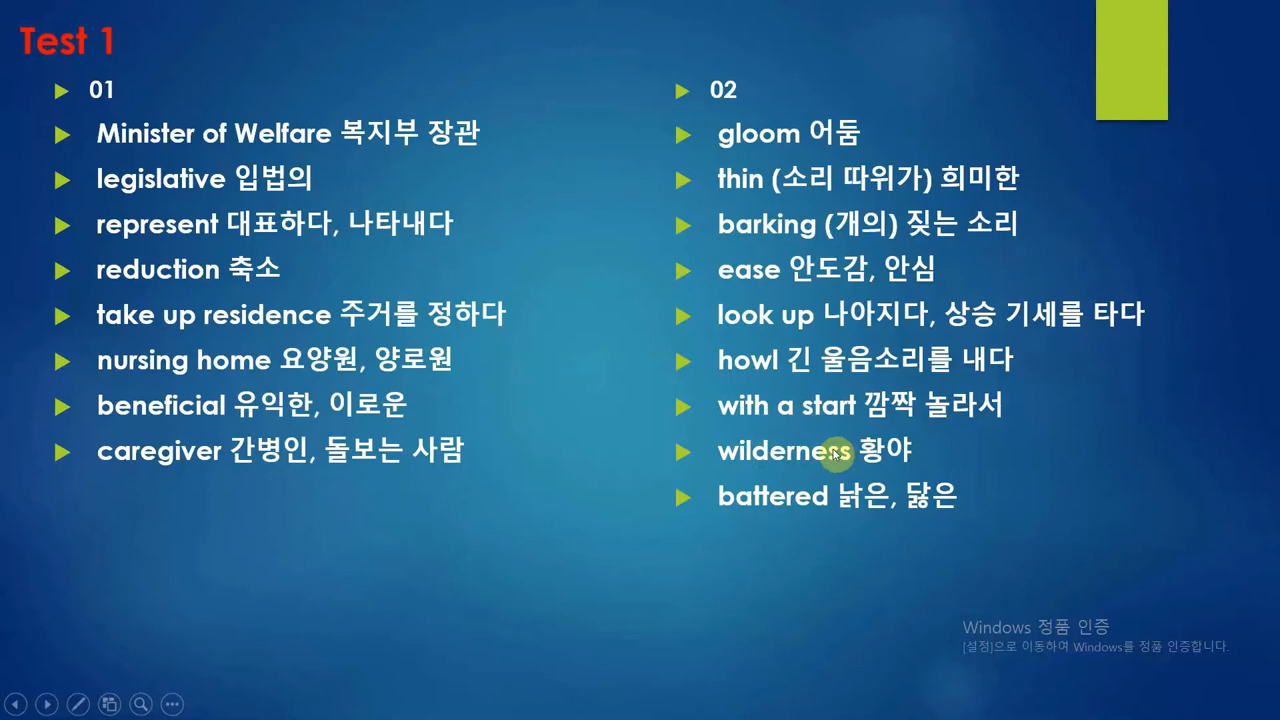 Test 1
01
Minister of Welfare 복지부 장관
legislative 입법의
represent 대표하다, 나타내다
reduction 축소
take up residence 주거를 정하다
nursing home 요양원, 양로원
beneficial 유익한, 이로운
caregiver 간병인, 돌보는 사람
02
gloom 어둠
thin (소리 따위가) 희미한
barking (개의) 짖는 소리
ease 안도감, 안심
look up 나아지다, 상승 기세를 타다
howl 긴 울음소리를 내다
with a start 깜짝 놀라서
wilderness 황야
battered 낡은, 닳은
Windows 정품 인증
[설정]으로 이동하여 Windows를 정품 인증합니다.